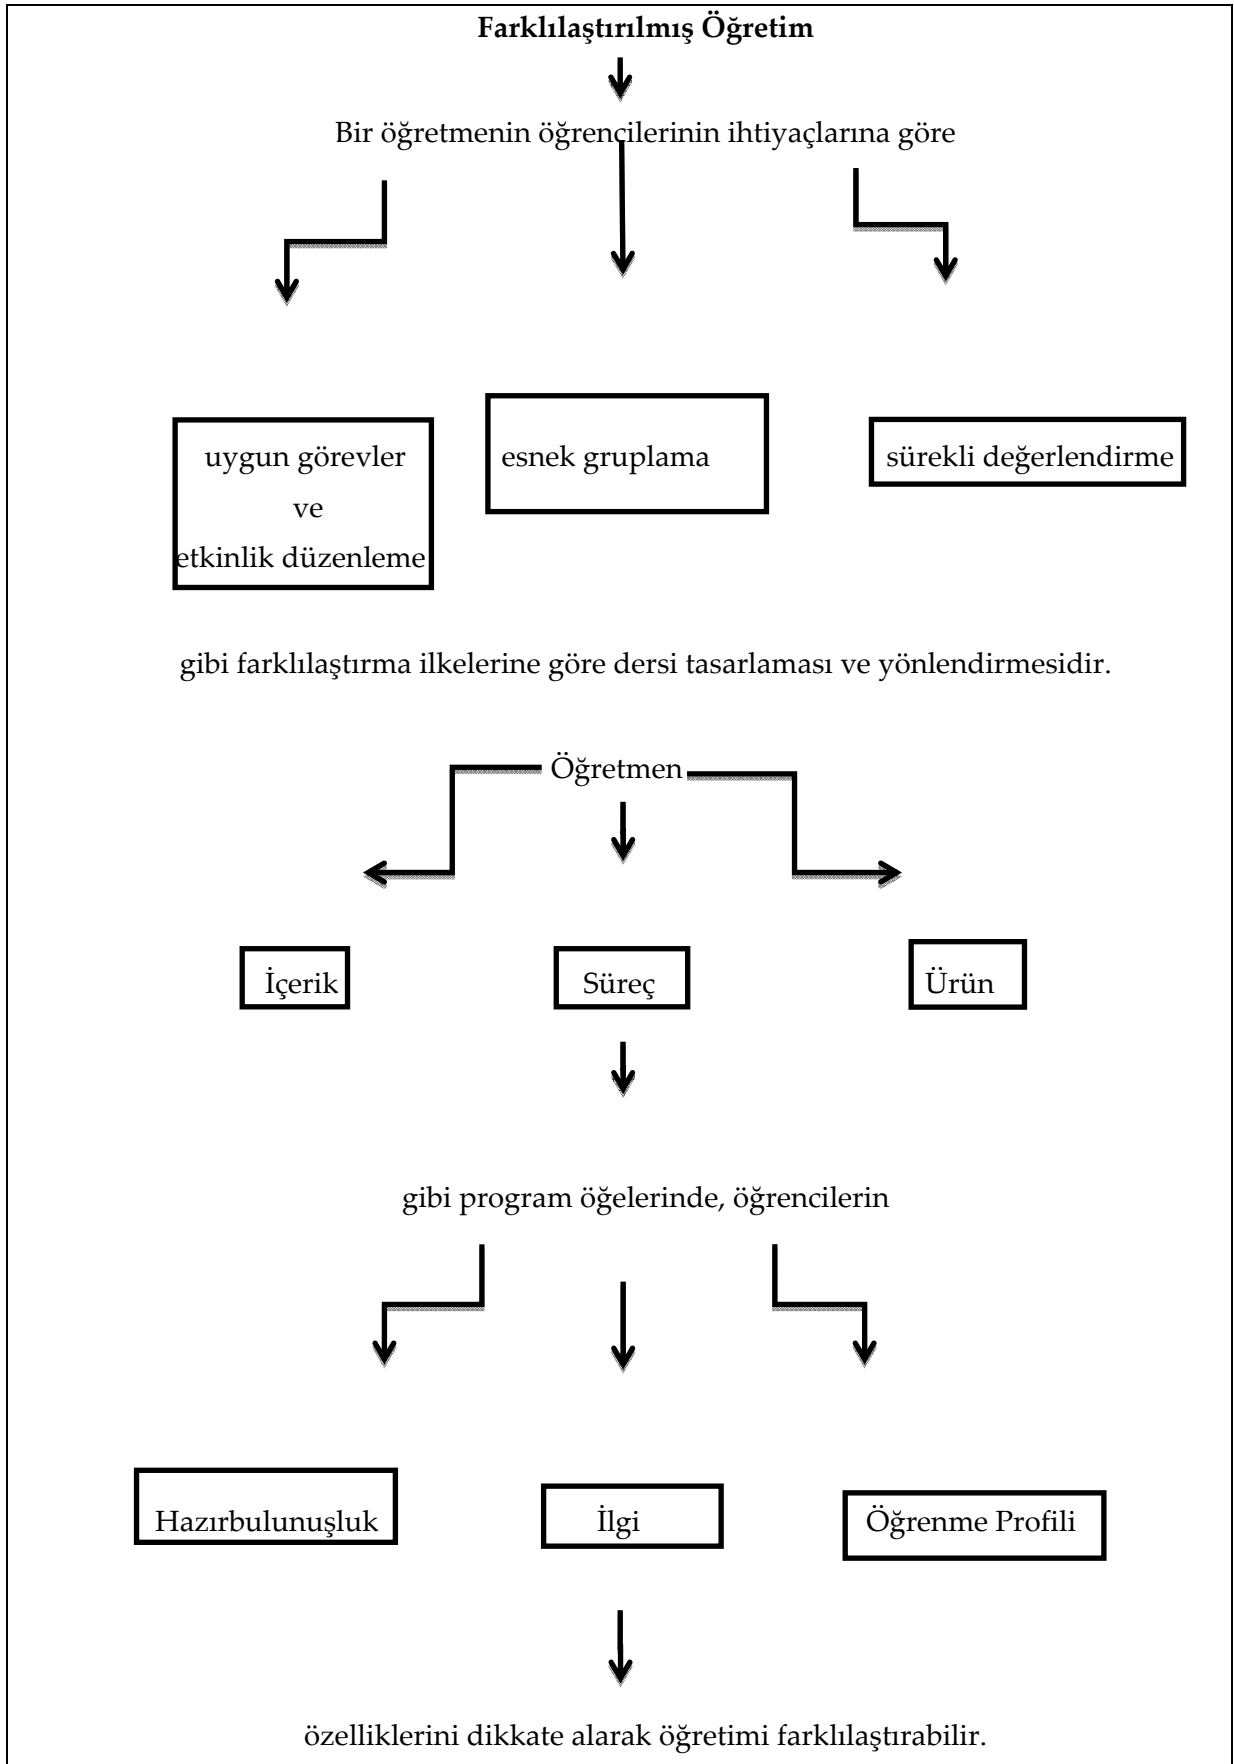 Farklılaştırılmış Öğretim
Bir öğretmenin öğrencilerinin ihtiyaçlarına göre
uygun görevler
ve
etkinlik düzenleme
esnek gruplama
sürekli değerlendirme
gibi farklılaştırma ilkelerine göre dersi tasarlaması ve yönlendirmesidir.
Öğretmen
İçerik
Süreç
Ürün
gibi program öğelerinde, öğrencilerin
Hazırbulunuşluk
İlgi
Öğrenme Profili
özelliklerini dikkate alarak öğretimi farklılaştırabilir.